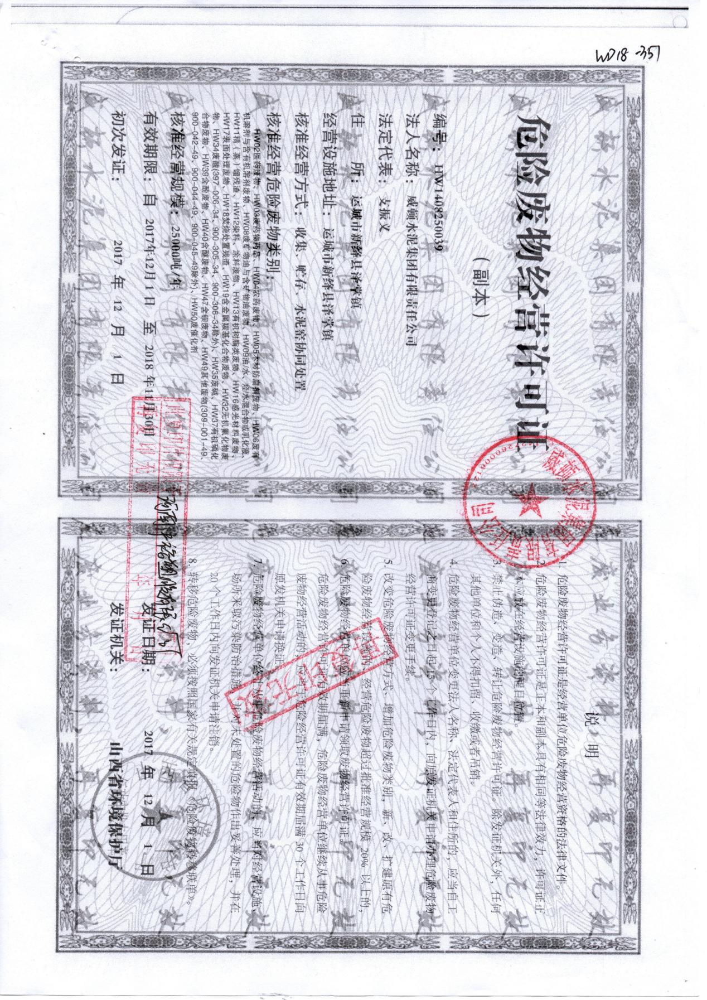 WD18-351
危险废物经营许可证
（副本）
编号：HW1408250039
法人名称：威顿水泥集团有限责任公司
法定代表：支振义
住 所：运城市新绛县泽掌镇
经营设施地址：运城市新绛县泽掌镇
核准经营方式：收集、贮存、水泥窑协同处置
核准经营危险废物类别：
HW02医药废物、HW03废药物药品、HW04农药废物、HW05木材防腐剂废物、HW06废有
机溶剂与含有机溶剂废物、HW08废矿物油与含矿物油废物、HW09油/水、烃/水混合物或乳化液、
HW11精（蒸）馏残渣、HW12染料、涂料废物、HW13有机树脂类废物、HW16感光材料废物、
HW17表面处理废物、HW18焚烧处置残渣、HW19含金属羰基化合物废物、HW32无机氟化物废
物、HW34废酸(397-006-34、900-305-34、900-306-34除外)、HW35废碱、HW37有机磷化
合物废物、HW39含酚废物、HW40含醚废物、HW47含钡废物、HW49其他废物(309-001-49、
900-042-49、900-044-49、900-045-49除外)、HW50废催化剂
核准经营规模：25000吨/年
有效期限：自 2017年12月1日 至 2018年11月30日
初次发证： 2017 年 12 月 1 日
威顿水泥集团有限责任公司
说 明
1. 危险废物经营许可证是经营单位危险废物经营资格的法律文件。
2. 危险废物经营许可证是正本和副本具有相同等法律效力，许可证正
本应放在经营设施的醒目位置。
3. 禁止伪造、变造、转让危险废物经营许可证。除发证机关外，任何
其他单位和个人不得扣留、收缴或者吊销。
4. 危险废物经营单位变更法人名称、法定代表人和住所的，应当自工
商变更登记之日起15个工作日内，向原发证机关申请办理危险废物
经营许可证变更手续。
5. 改变危险废物经营方式、增加危险废物类别，新、改、扩建原有危
险废物经营设施的、经营危险废物超过批准经营规模 20% 以上的，
6. 危险废物经营单位应当重新申请领取废物经营许可证。
危险废物经营许可证有效期届满，危险废物经营单位继续从事危险
废物经营活动的，应当于危险经营许可证有效期届满 30 个工作日向
原发机关申请换证
7. 危险废物经营单位终止从事危险废物经营活动的，应当对经营设施、
场所采取污染防治措施，并对未处置的危险物作出妥善处理，并在
20 个工作日内向发证机关申请注销。
8. 转移危险废物，必须按照国家有关规定填报《危险废物转移联单》。
再复印无效
发证日期： 2017 年 12 月 1 日
发证机关： 山西省环境保护厅